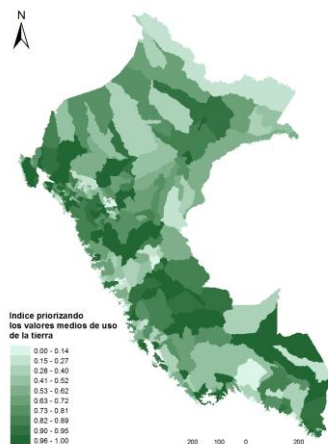 N
Indice priorizando
los valores medios de uso
de la tierra
0.00 - 0.14
0.15 - 0.27
0.28 - 0.40
0.41 - 0.52
0.53 - 0.62
0.63 - 0.72
0.73 - 0.81
0.82 - 0.89
0.90 - 0.95
0.96 - 1.00
200 100 0 200